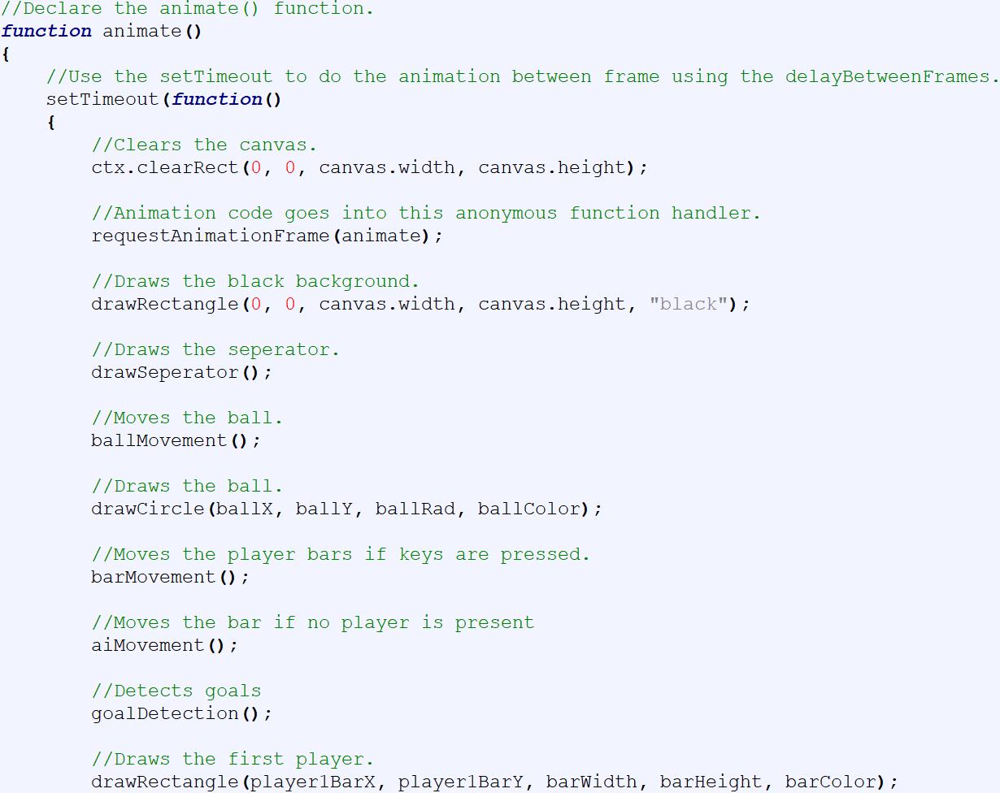 //Declare the animate() function.
function animate()
{
    //Use the setTimeout to do the animation between frame using the delayBetweenFrames.
    setTimeout(function()
    {
        //Clears the canvas.
        ctx.clearRect(0, 0, canvas.width, canvas.height);

        //Animation code goes into this anonymous function handler.
        requestAnimationFrame(animate);

        //Draws the black background.
        drawRectangle(0, 0, canvas.width, canvas.height, "black");

        //Draws the seperator.
        drawSeperator();

        //Moves the ball.
        ballMovement();

        //Draws the ball.
        drawCircle(ballX, ballY, ballRad, ballColor);

        //Moves the player bars if keys are pressed.
        barMovement();

        //Moves the bar if no player is present
        aiMovement();

        //Detects goals
        goalDetection();

        //Draws the first player.
        drawRectangle(player1BarX, player1BarY, barWidth, barHeight, barColor);